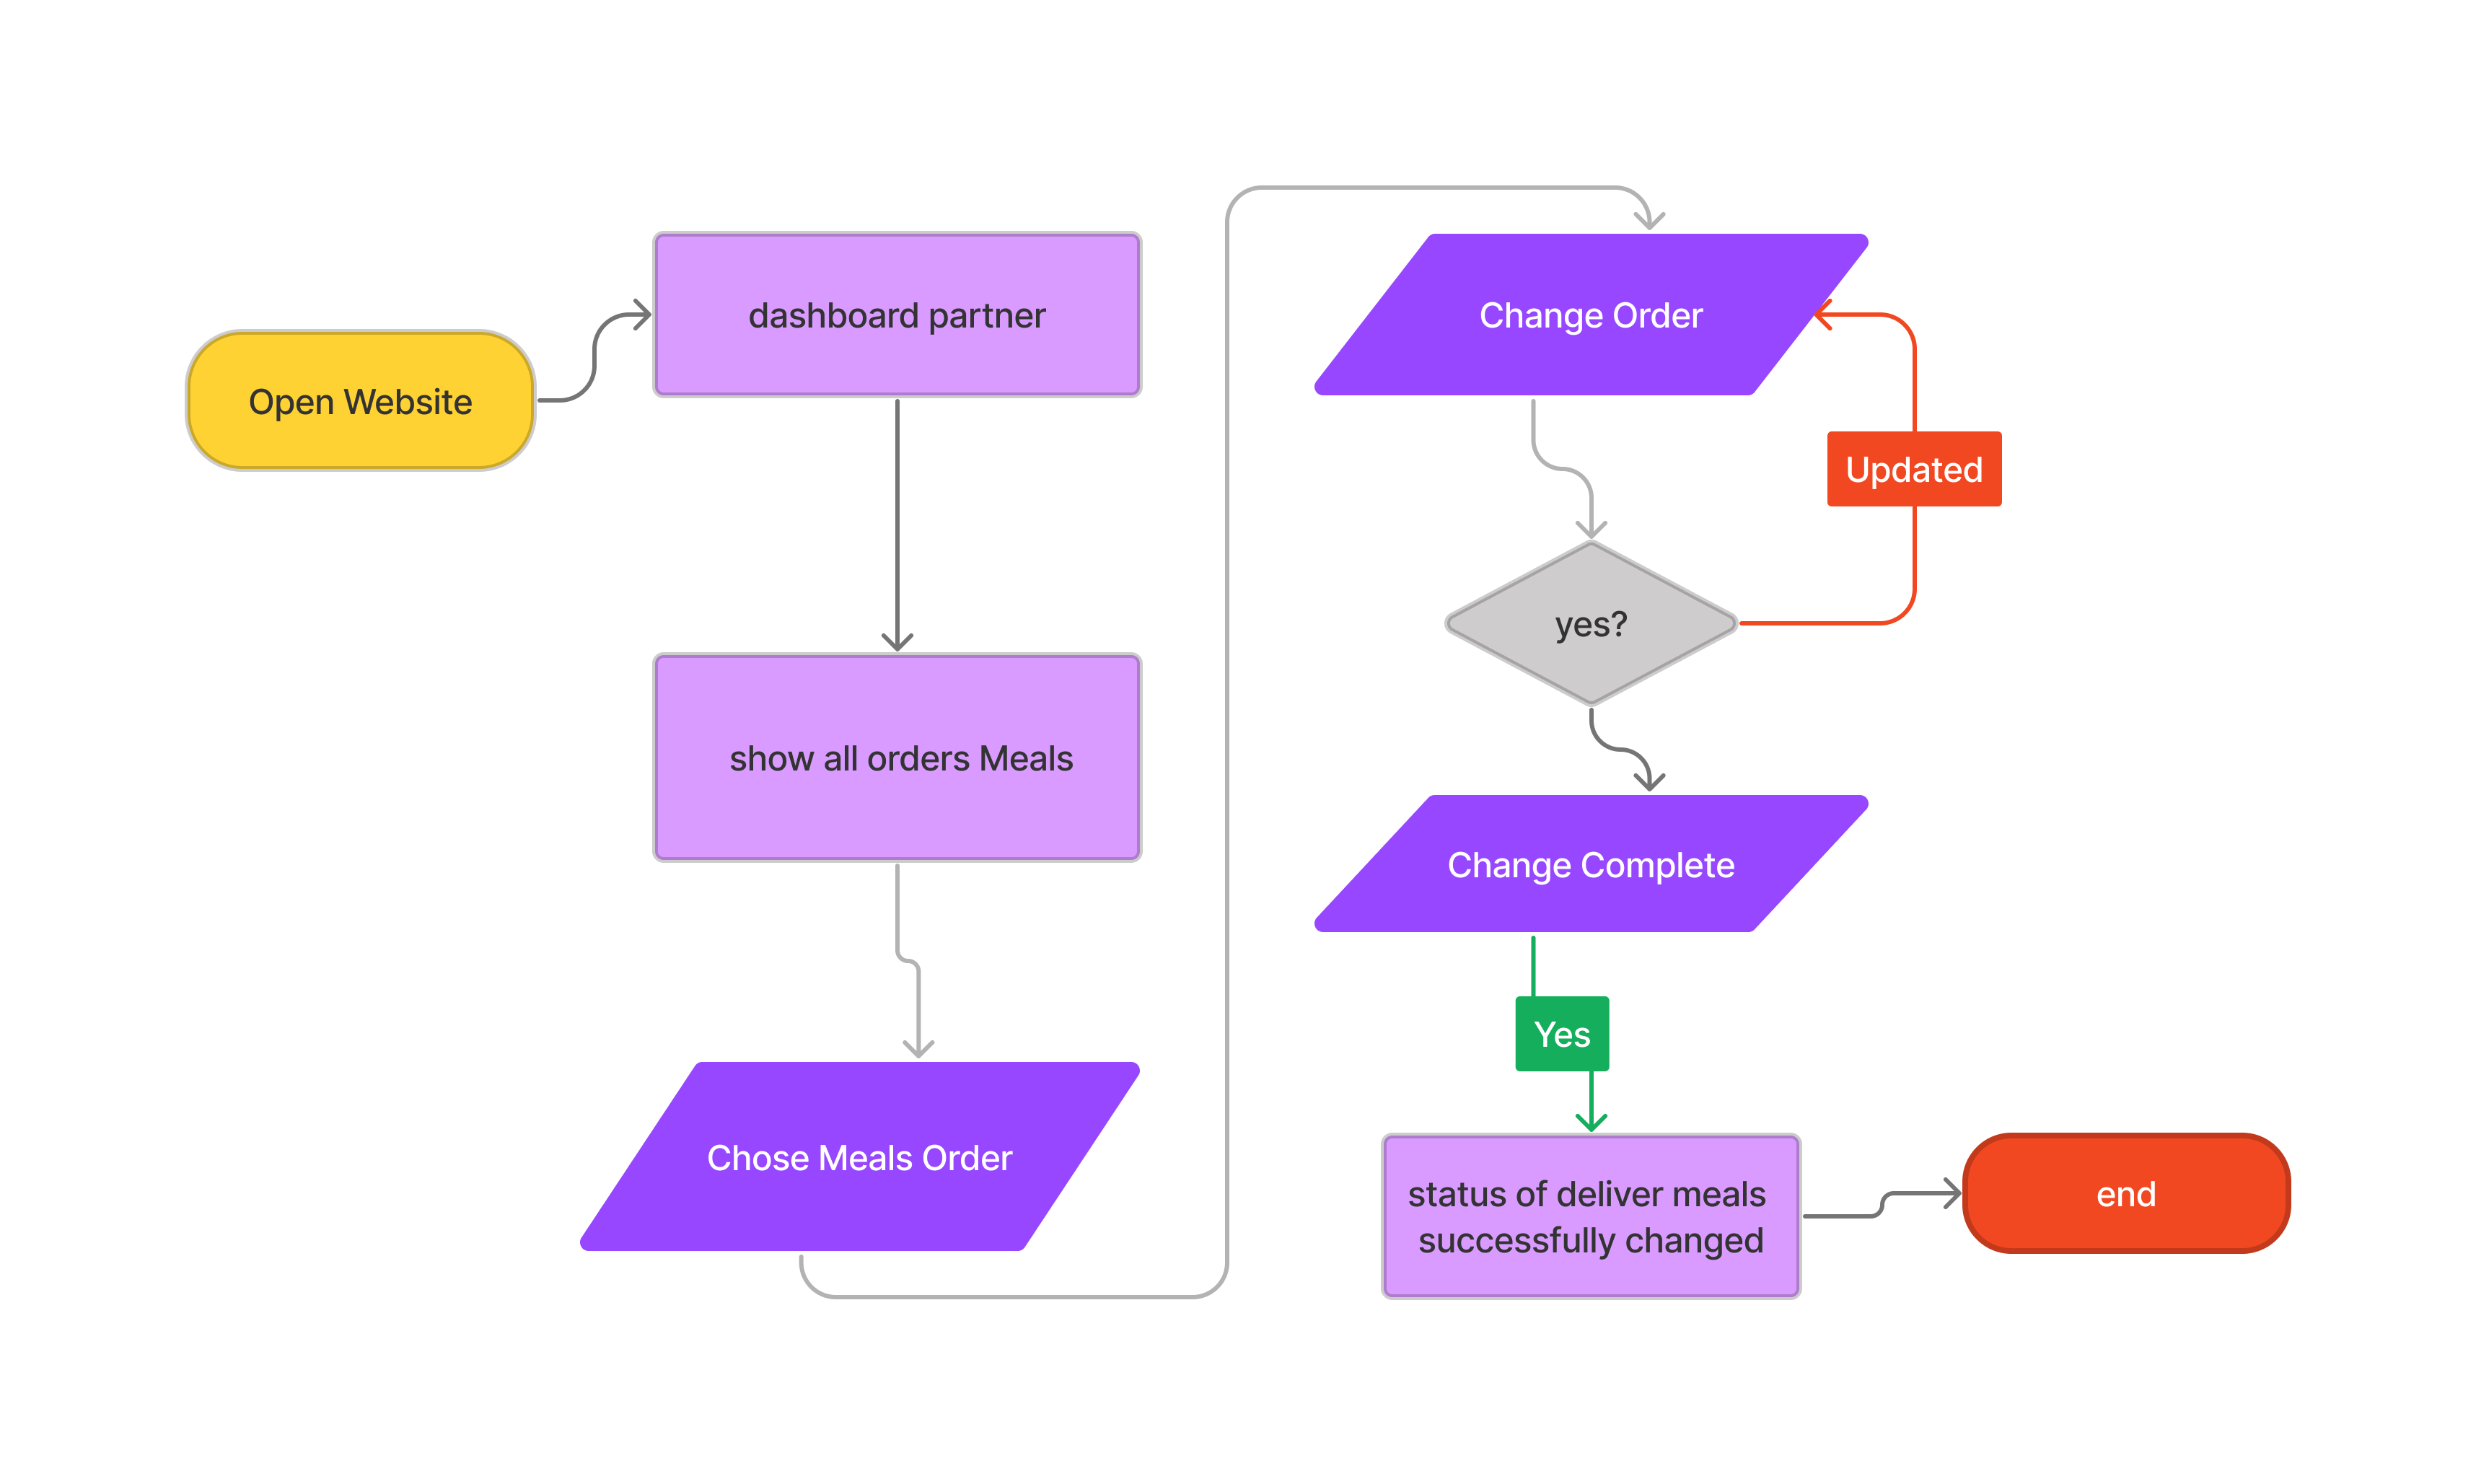 Open Website
dashboard partner
show all orders Meals
Chose Meals Order
Change Order
Updated
yes?
Change Complete
Yes
status of deliver meals
successfully changed
end